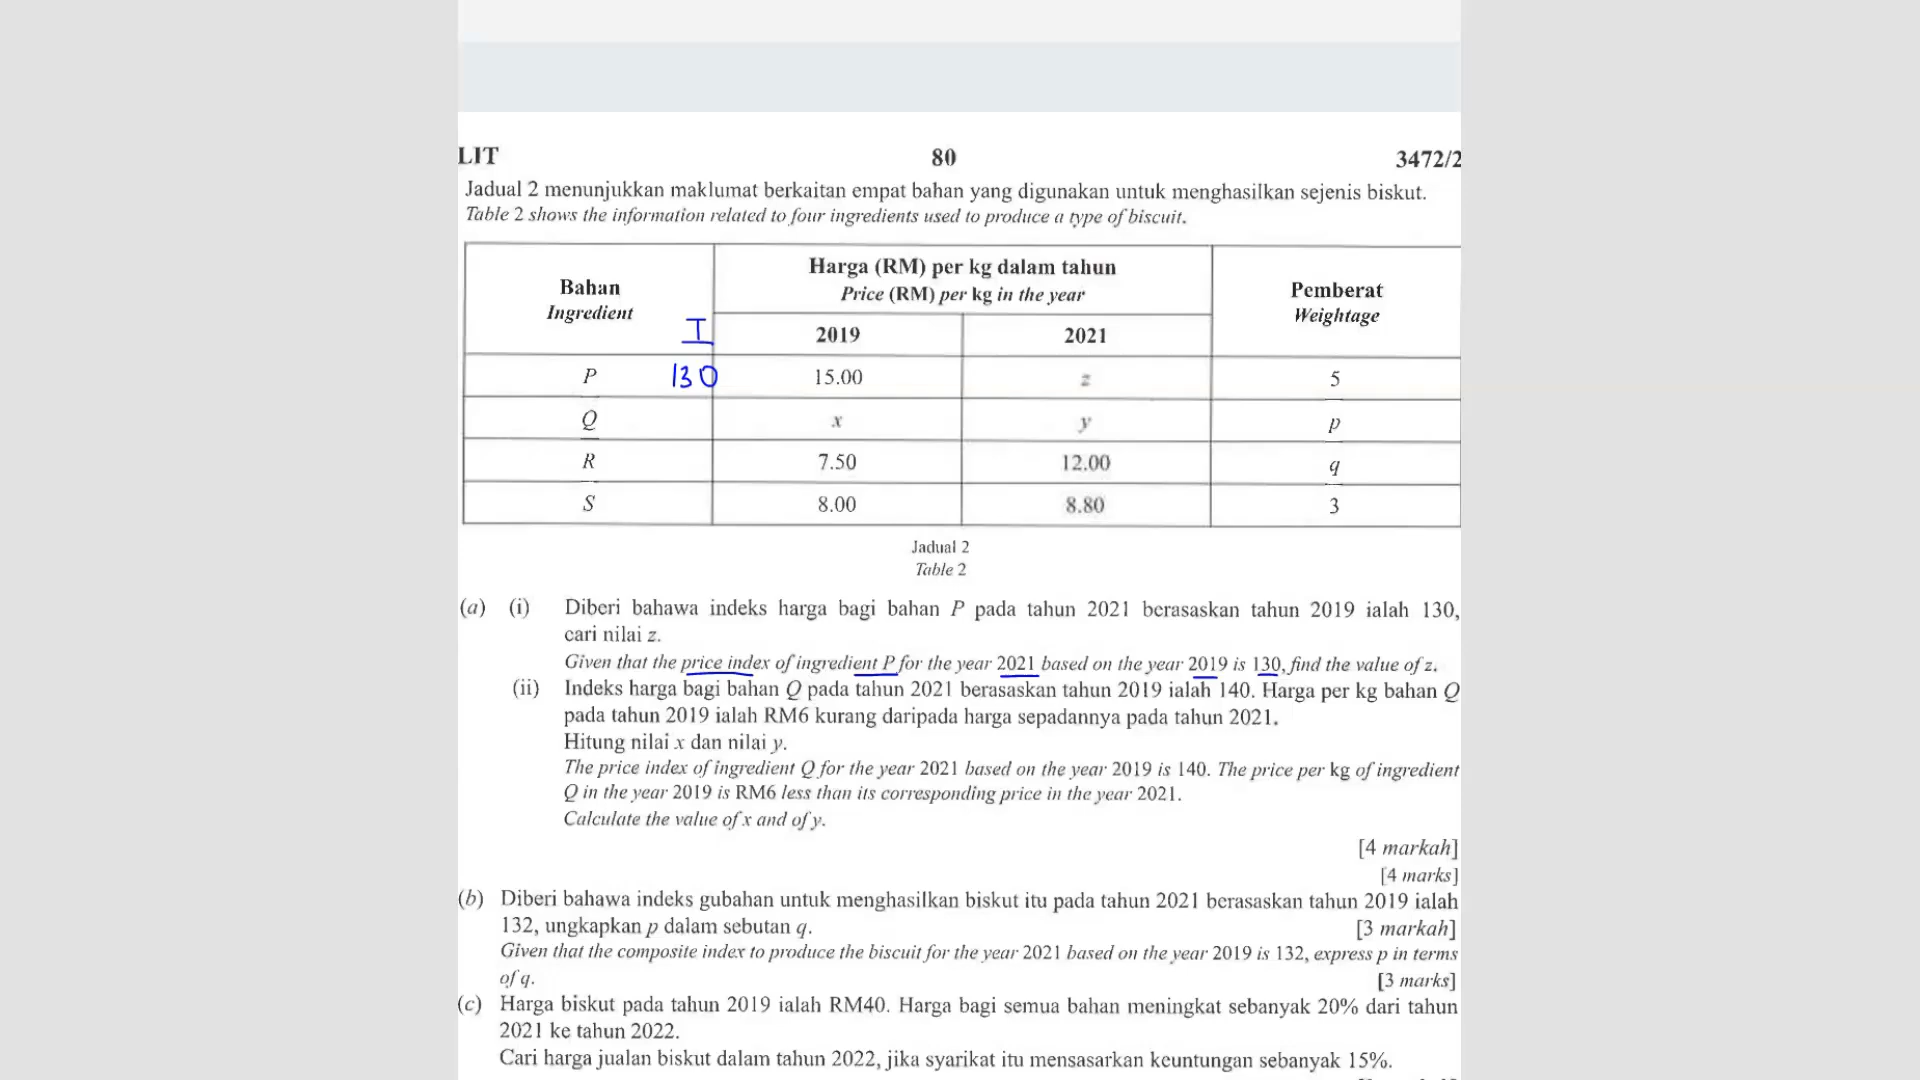 LIT 80 3472/2
Jadual 2 menunjukkan maklumat berkaitan empat bahan yang digunakan untuk menghasilkan sejenis biskut.
Table 2 shows the information related to four ingredients used to produce a type of biscuit.
Bahan Harga (RM) per kg dalam tahun Pemberat
Ingredient Price (RM) per kg in the year Weightage
I 2019 2021
P 130 15.00 z 5
Q x y p
R 7.50 12.00 q
S 8.00 8.80 3
Jadual 2
Table 2
(a) (i) Diberi bahawa indeks harga bagi bahan P pada tahun 2021 berasaskan tahun 2019 ialah 130,
cari nilai z.
Given that the price index of ingredient P for the year 2021 based on the year 2019 is 130, find the value of z.
(ii) Indeks harga bagi bahan Q pada tahun 2021 berasaskan tahun 2019 ialah 140. Harga per kg bahan Q
pada tahun 2019 ialah RM6 kurang daripada harga sepadannya pada tahun 2021.
Hitung nilai x dan nilai y.
The price index of ingredient Q for the year 2021 based on the year 2019 is 140. The price per kg of ingredient
Q in the year 2019 is RM6 less than its corresponding price in the year 2021.
Calculate the value of x and of y.
[4 markah]
[4 marks]
(b) Diberi bahawa indeks gubahan untuk menghasilkan biskut itu pada tahun 2021 berasaskan tahun 2019 ialah
132, ungkapkan p dalam sebutan q. [3 markah]
Given that the composite index to produce the biscuit for the year 2021 based on the year 2019 is 132, express p in terms
of q. [3 marks]
(c) Harga biskut pada tahun 2019 ialah RM40. Harga bagi semua bahan meningkat sebanyak 20% dari tahun
2021 ke tahun 2022.
Cari harga jualan biskut dalam tahun 2022, jika syarikat itu mensasarkan keuntungan sebanyak 15%.